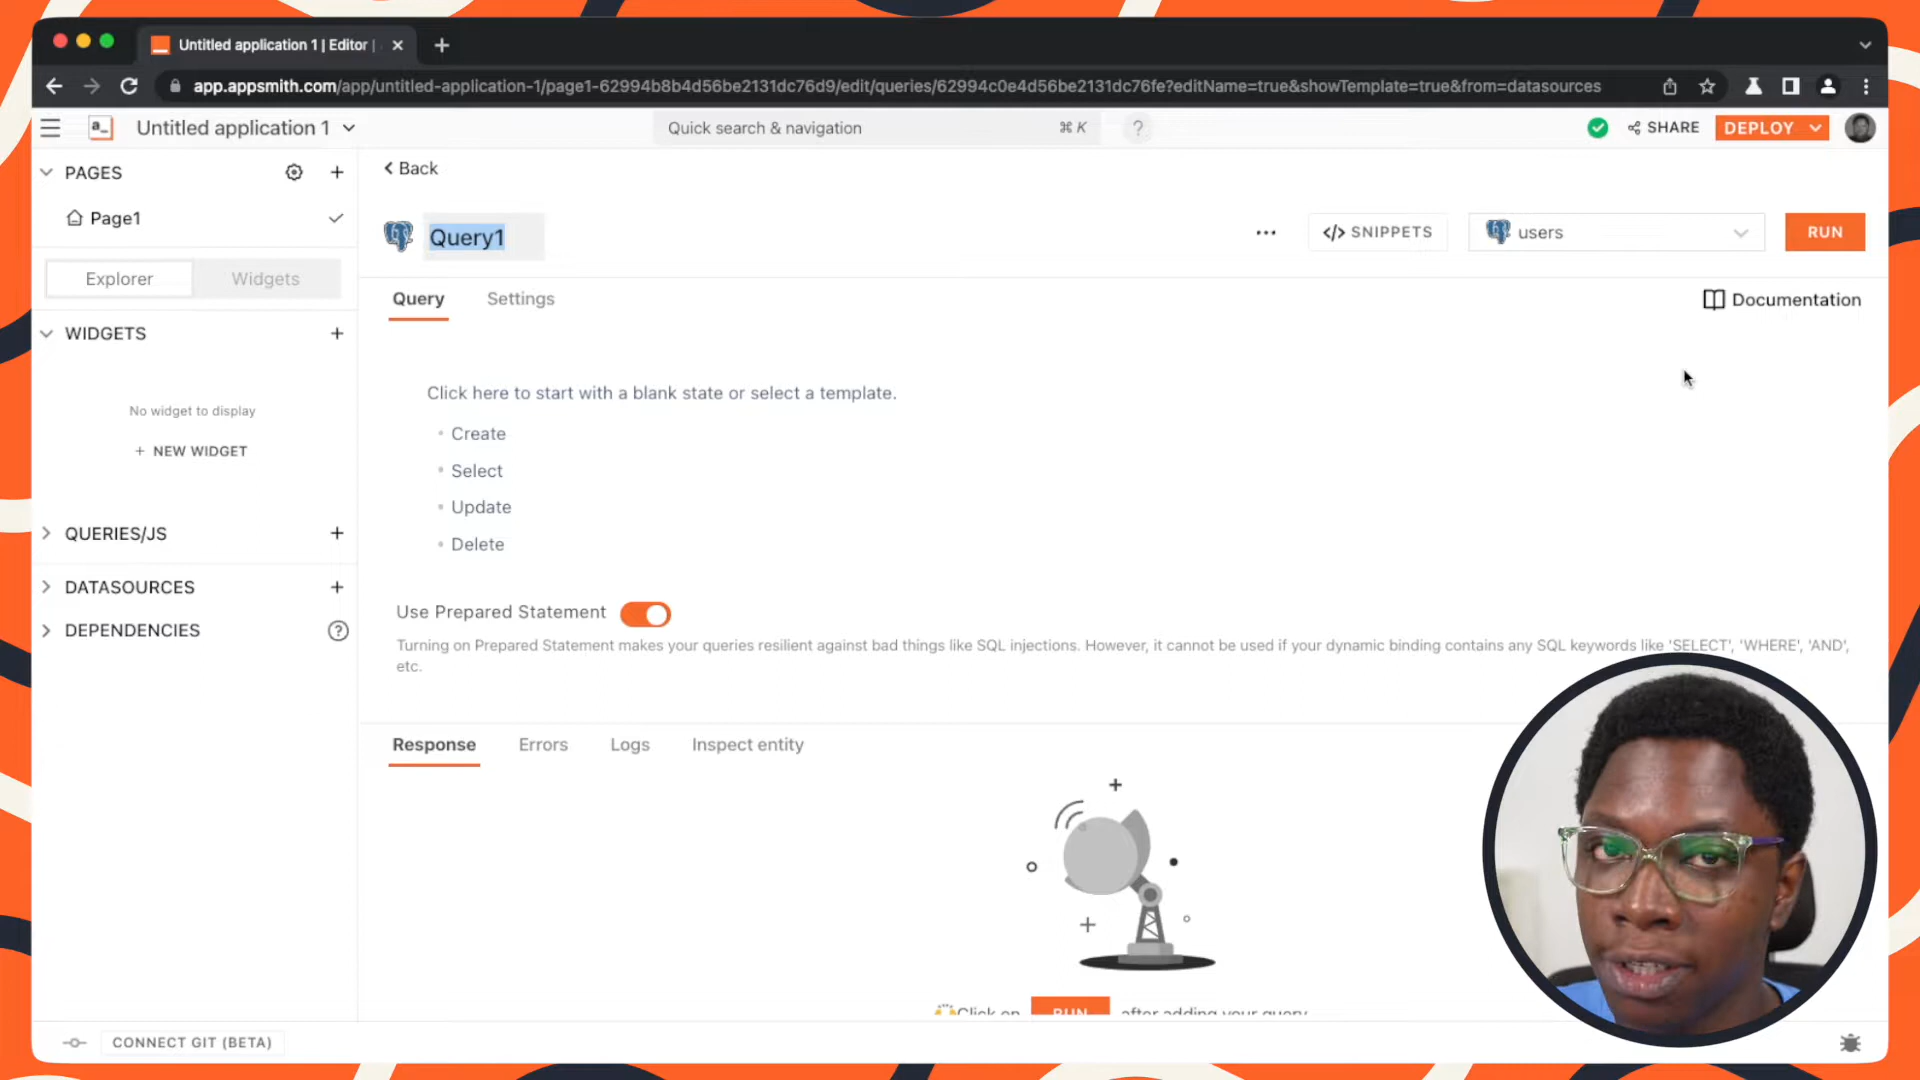 Untitled application 1 | Editor |
app.appsmith.com/app/untitled-application-1/page1-62994b8b4d56be2131dc76d9/edit/queries/62994c0e4d56be2131dc76fe?editName=true&showTemplate=true&from=datasources
a_
Untitled application 1
Quick search & navigation
⌘ K
?
SHARE
DEPLOY
PAGES
Page1
Explorer
Widgets
WIDGETS
No widget to display
+ NEW WIDGET
QUERIES/JS
DATASOURCES
DEPENDENCIES
?
Back
Query1
SNIPPETS
users
RUN
Query
Settings
Documentation
Click here to start with a blank state or select a template.
Create
Select
Update
Delete
Use Prepared Statement
Turning on Prepared Statement makes your queries resilient against bad things like SQL injections. However, it cannot be used if your dynamic binding contains any SQL keywords like 'SELECT', 'WHERE', 'AND',
etc.
Response
Errors
Logs
Inspect entity
Click on RUN after adding your query
CONNECT GIT (BETA)